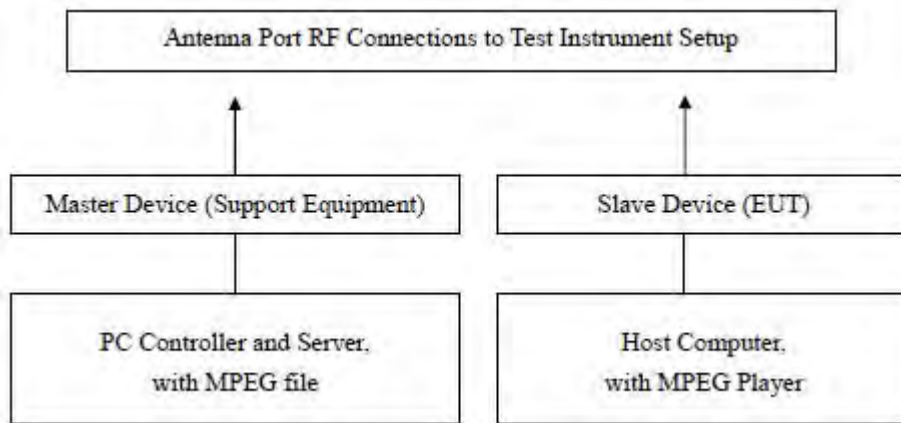 Antenna Port RF Connections to Test Instrument Setup
Master Device (Support Equipment)
Slave Device (EUT)
PC Controller and Server,
with MPEG file
Host Computer,
with MPEG Player